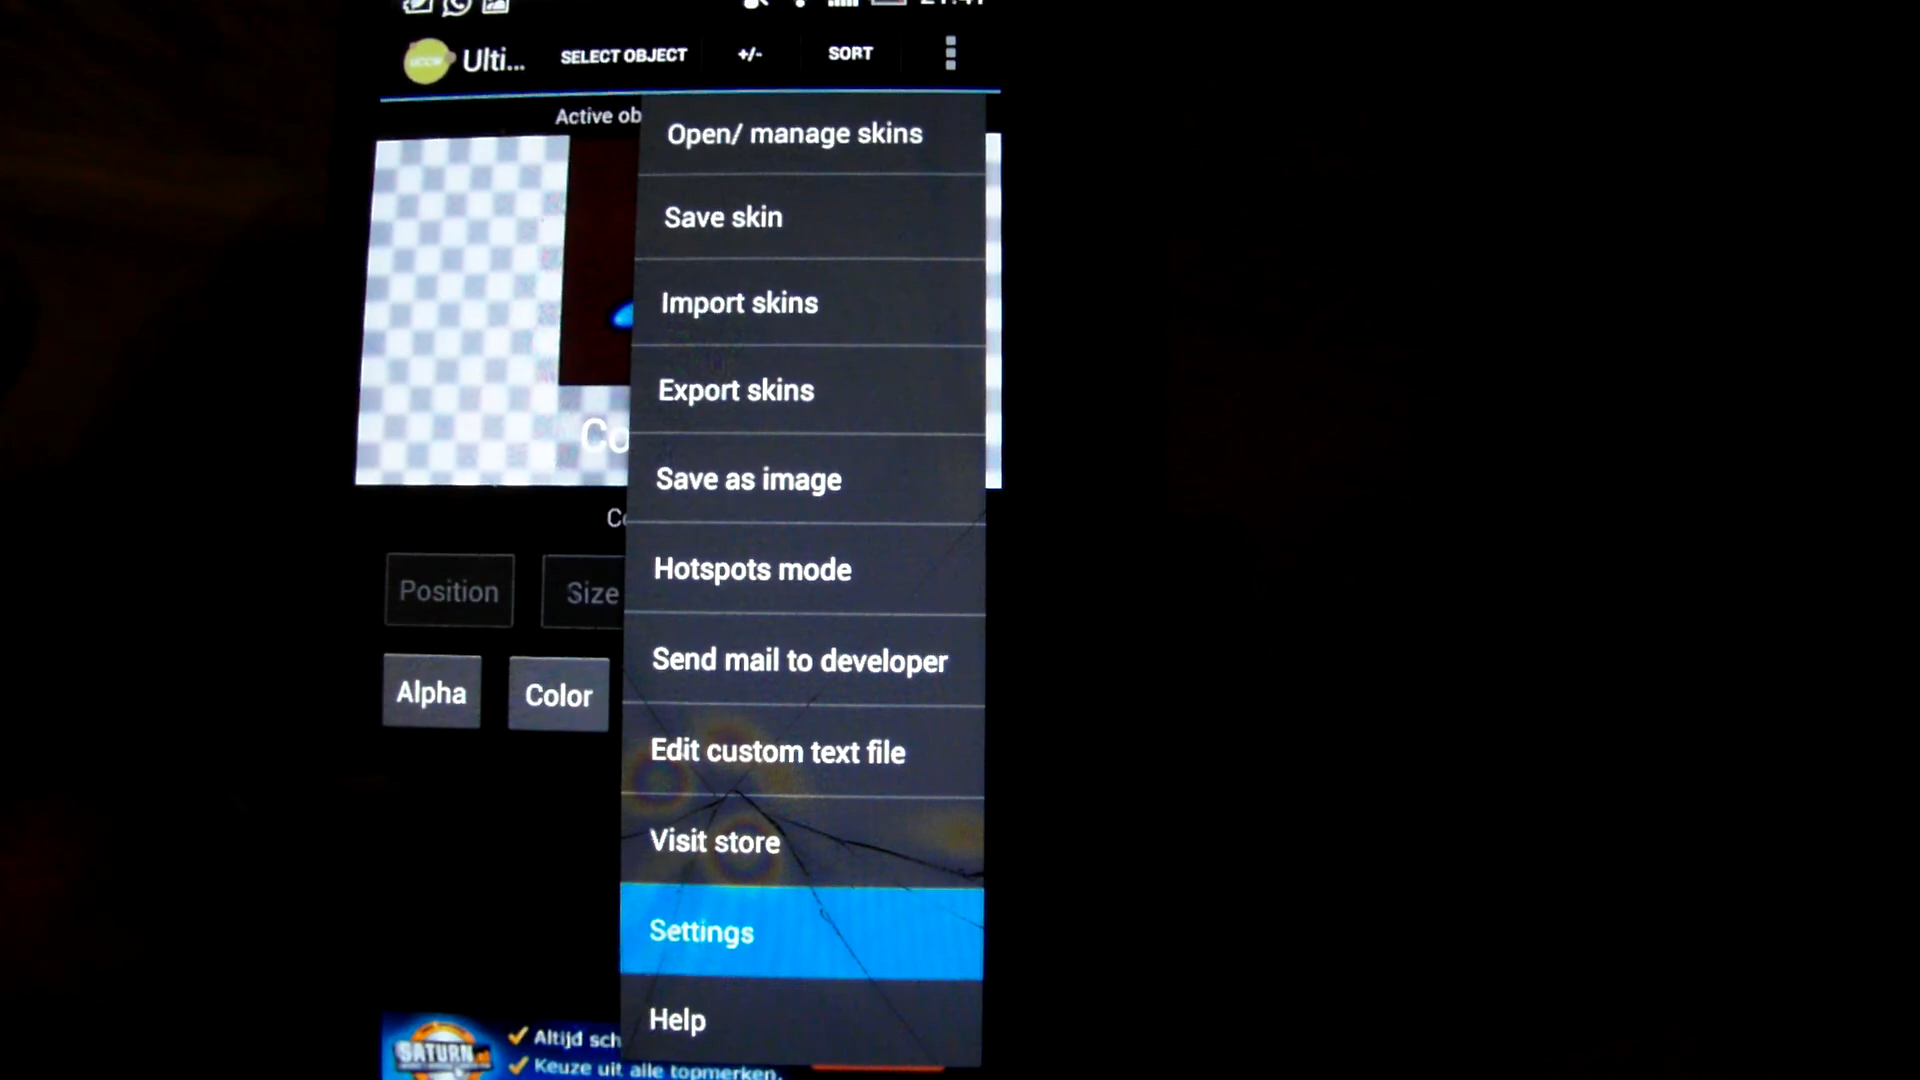 Ulti...
SELECT OBJECT
+/-
SORT
Active ob
Open/ manage skins
Save skin
Import skins
Export skins
Co
Save as image
Hotspots mode
Position
Size
Send mail to developer
Alpha
Color
Edit custom text file
Visit store
Settings
Help
SATURN
Altijd sch
Keuze uit alle topmerken.